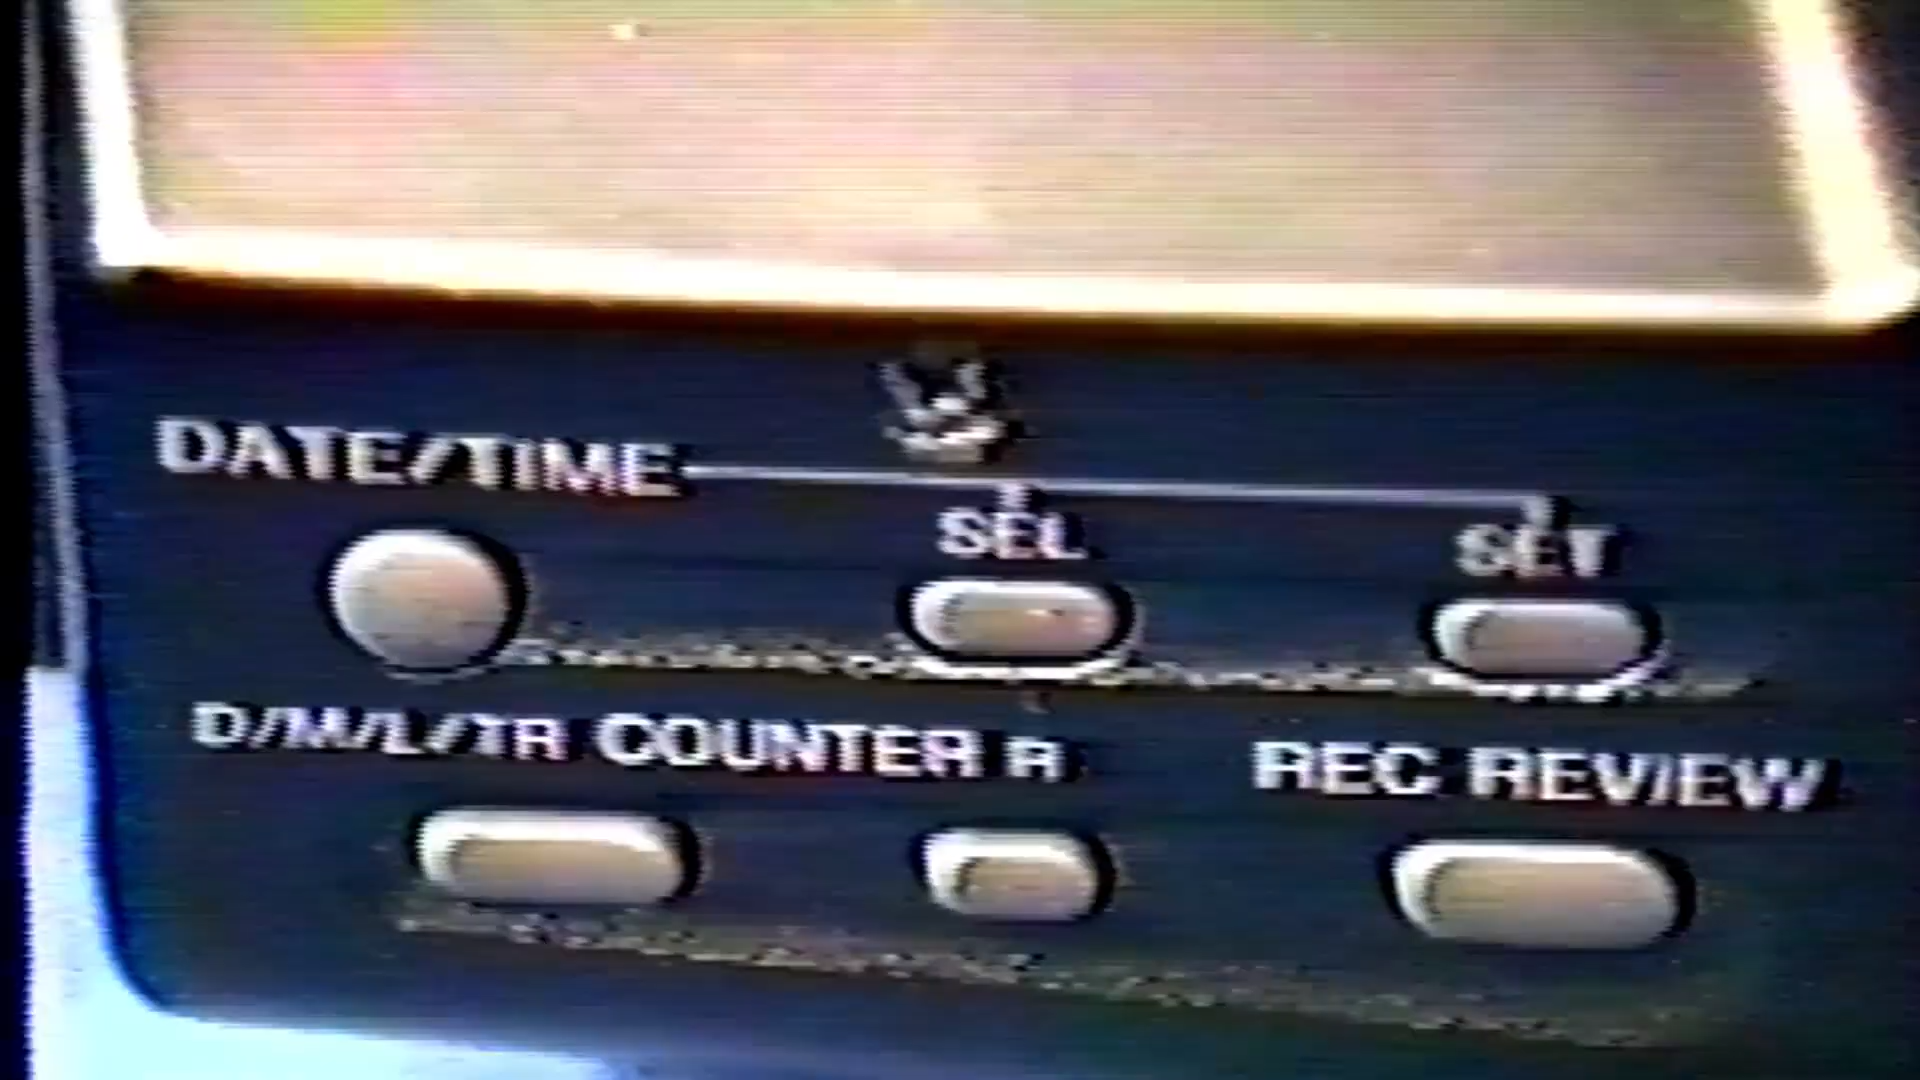 DATE/TIME
SEL
SET
D/M/L/TR COUNTER R
REC REVIEW